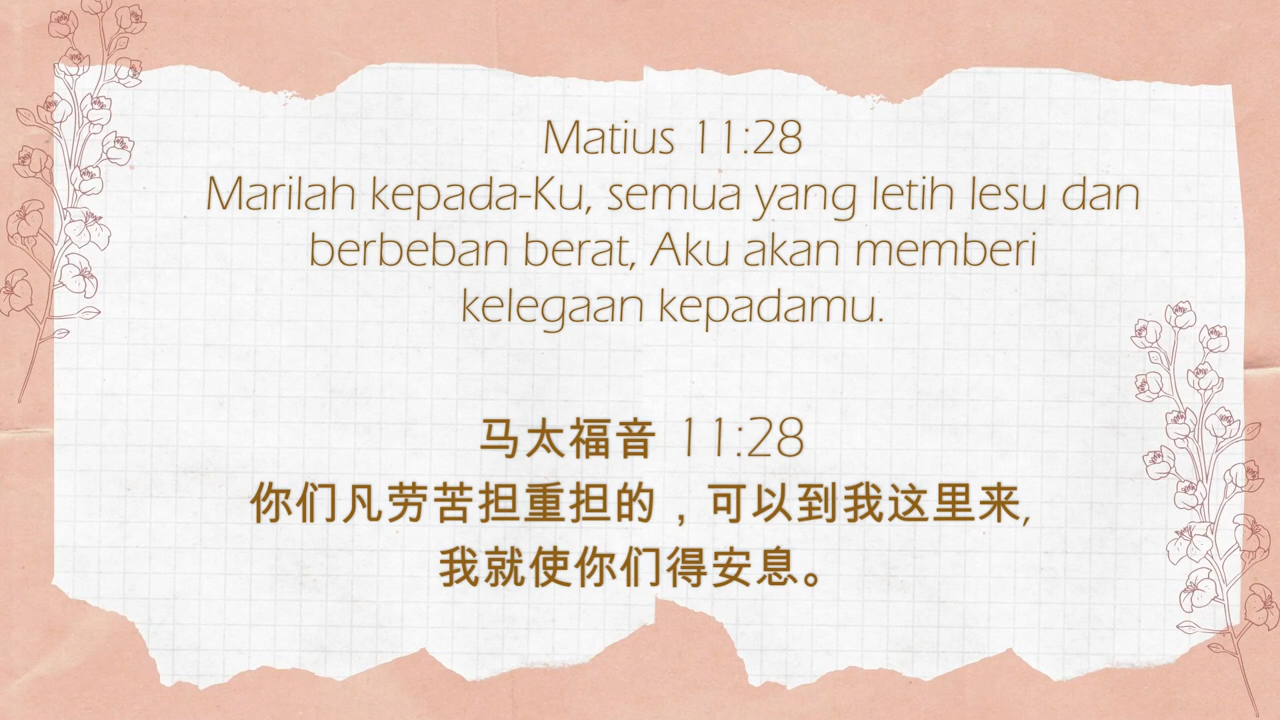 Matius 11:28
Marilah kepada-Ku, semua yang letih lesu dan
berbeban berat, Aku akan memberi
kelegaan kepadamu.
马太福音 11:28
你们凡劳苦担重担的，可以到我这里来,
我就使你们得安息。